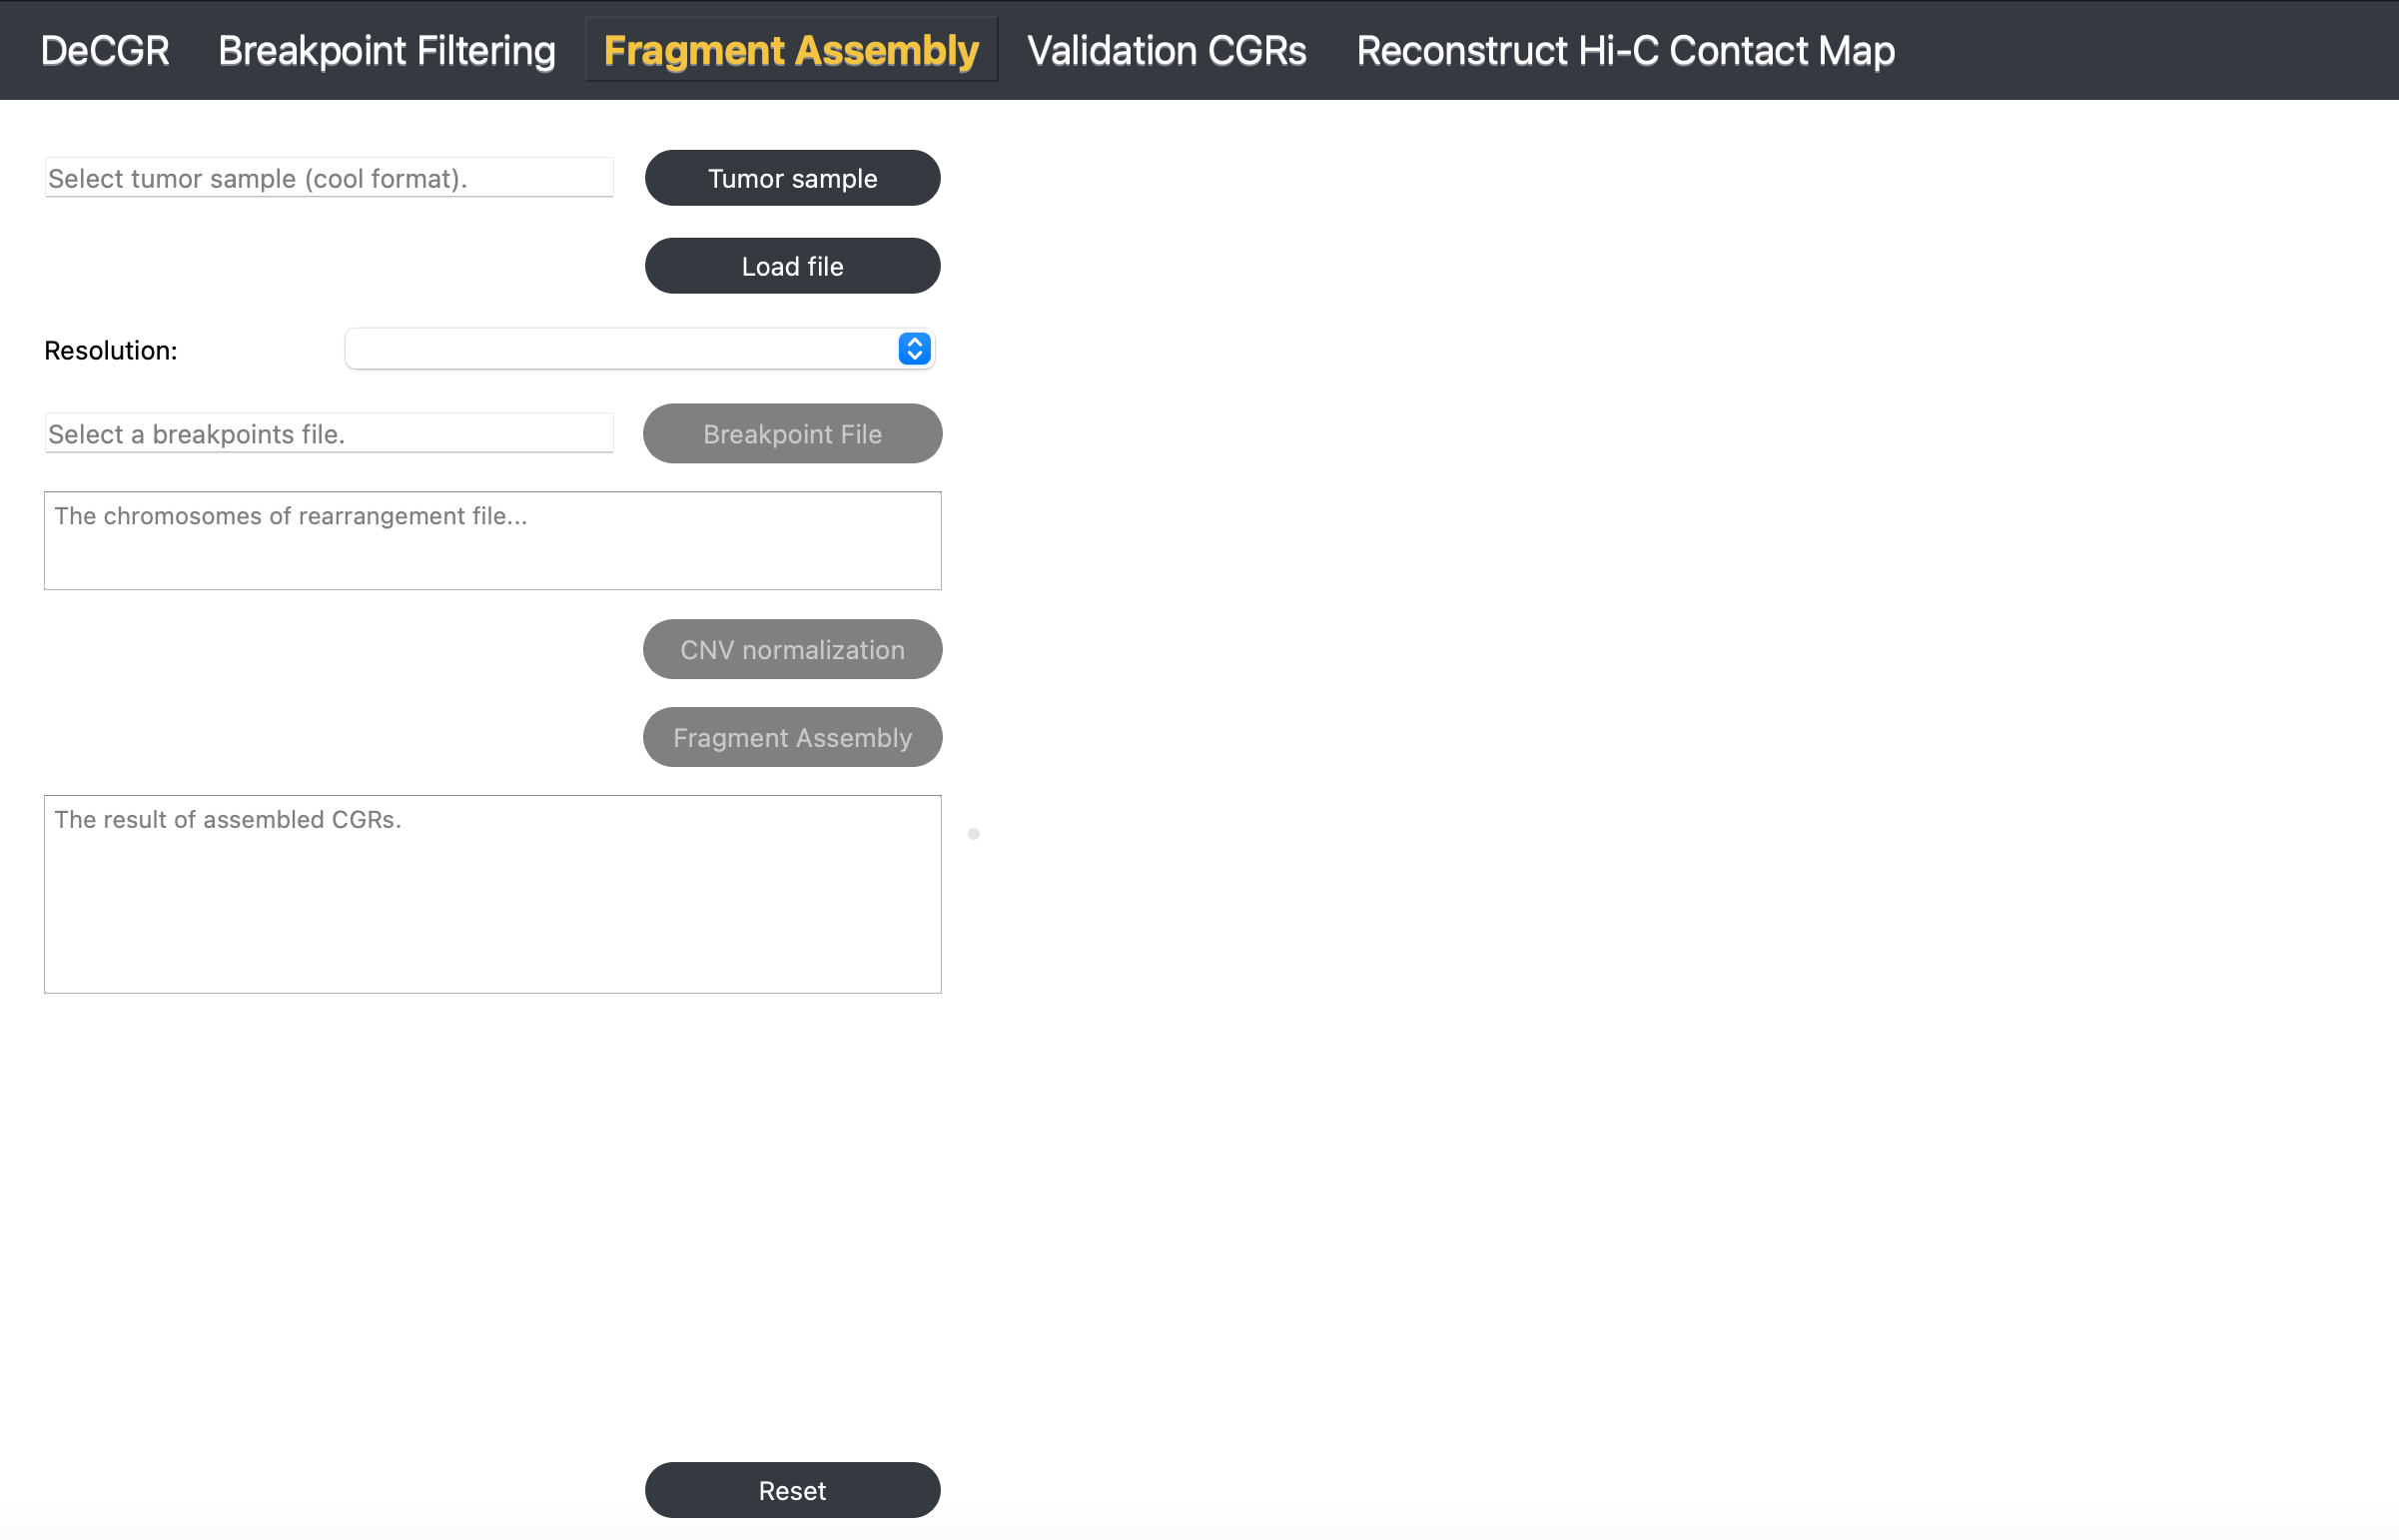 DeCGR Breakpoint Filtering Fragment Assembly Validation CGRs Reconstruct Hi-C Contact Map
Select tumor sample (cool format). Tumor sample
Load file
Resolution:
Select a breakpoints file. Breakpoint File
The chromosomes of rearrangement file...
CNV normalization
Fragment Assembly
The result of assembled CGRs.
Reset